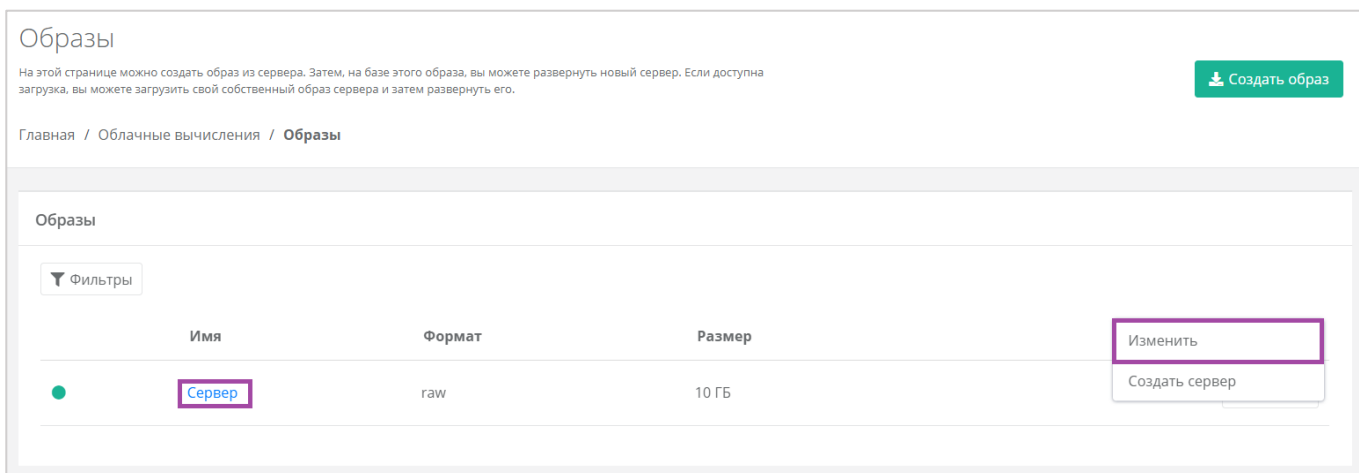 Образы
На этой странице можно создать образ из сервера. Затем, на базе этого образа, вы можете развернуть новый сервер. Если доступна
загрузка, вы можете загрузить свой собственный образ сервера и затем развернуть его.
Создать образ
Главная / Облачные вычисления / Образы
Образы
Фильтры
Имя Формат Размер
Изменить
Сервер raw 10 ГБ
Создать сервер